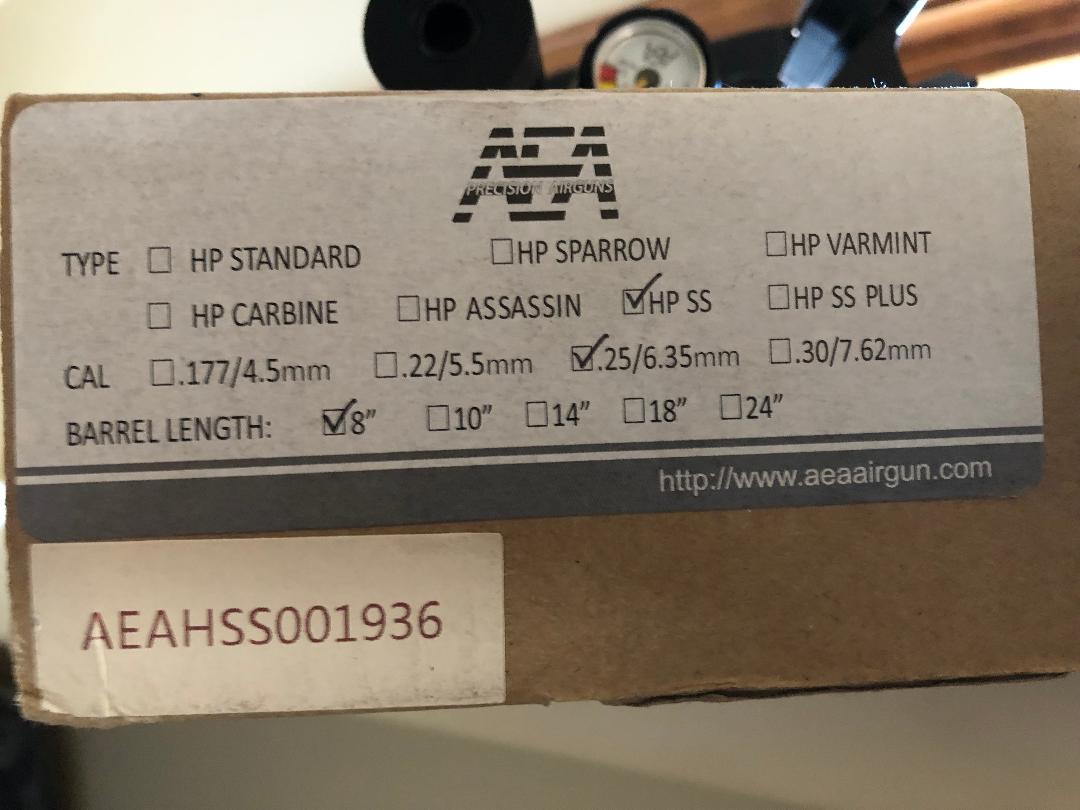 AEA
PRECISION AIRGUNS
TYPE ☐ HP STANDARD ☐HP SPARROW ☐HP VARMINT
☐ HP CARBINE ☐HP ASSASSIN ☑HP SS ☐HP SS PLUS
CAL ☐.177/4.5mm ☐.22/5.5mm ☑.25/6.35mm ☐.30/7.62mm
BARREL LENGTH: ☑8” ☐10” ☐14” ☐18” ☐24”
http://www.aeaairgun.com
AEAHSS001936